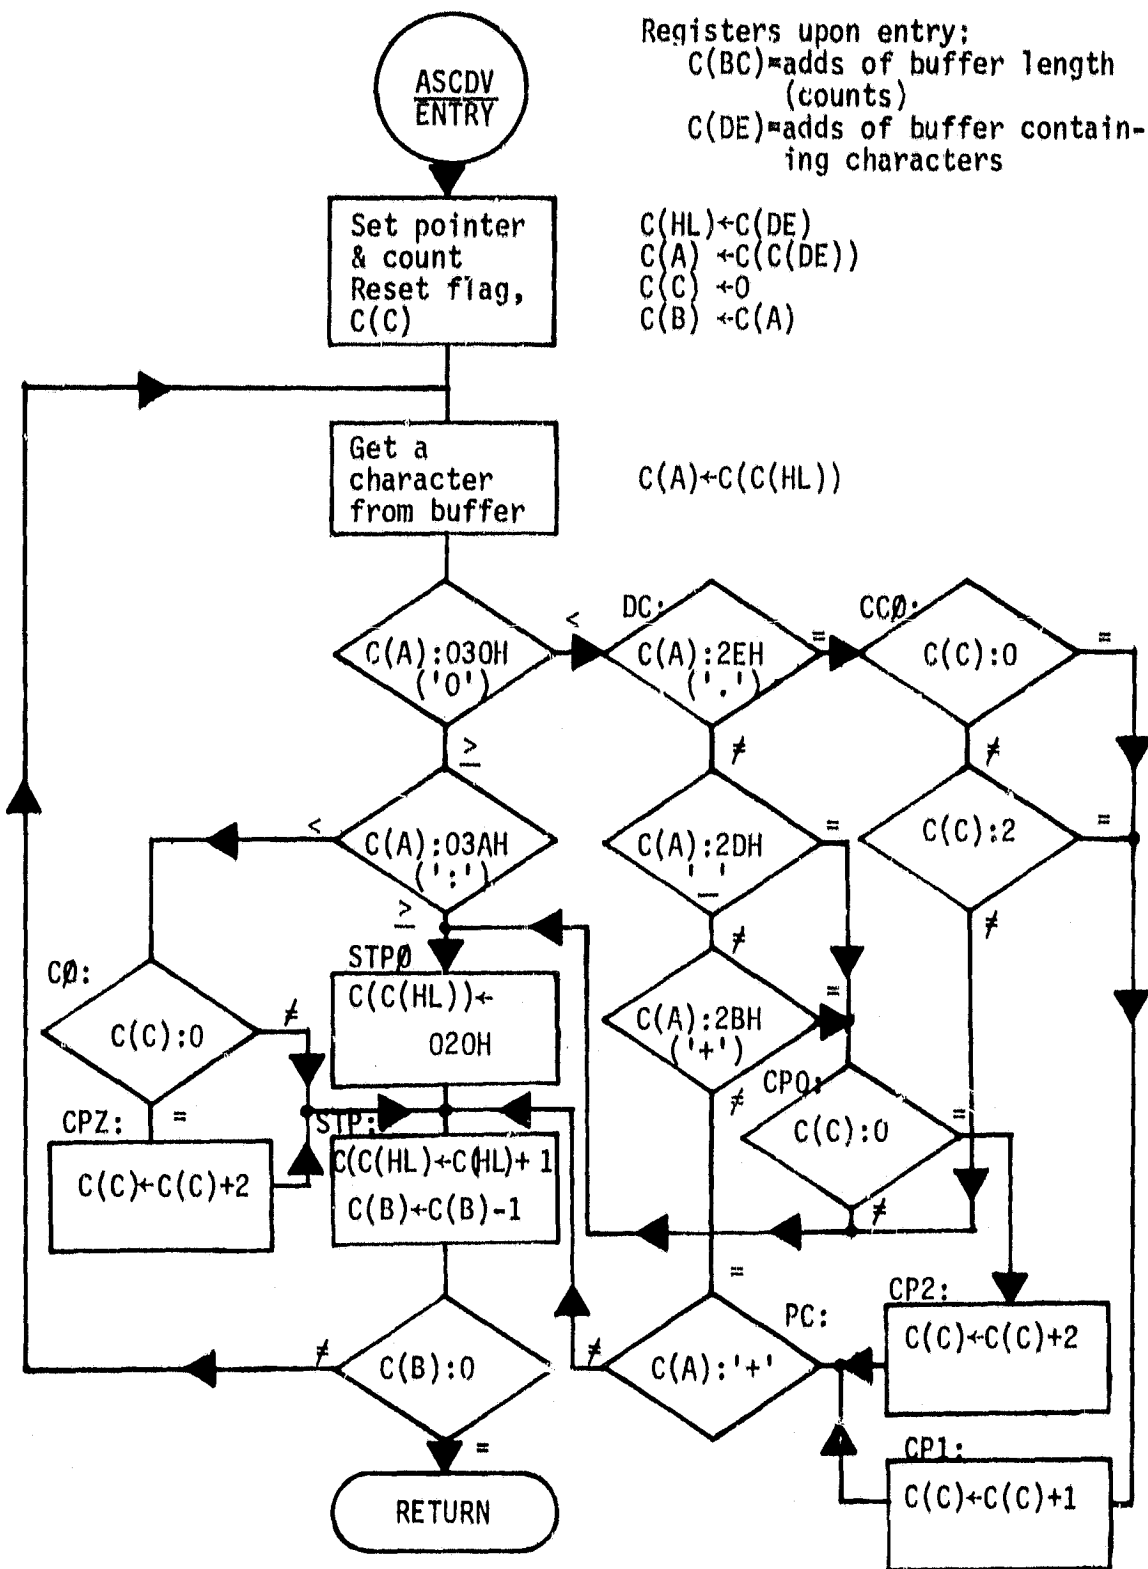 ASCDV
ENTRY
Registers upon entry:
C(BC)=adds of buffer length
(counts)
C(DE)=adds of buffer contain-
ing characters
Set pointer
& count
Reset flag,
C(C)
C(HL)←C(DE)
C(A) ←C(C(DE))
C(C) ←0
C(B) ←C(A)
Get a
character
from buffer
C(A)←C(C(HL))
C(A):030H
('0')
<
≥
DC:
C(A):2EH
('.')
=
≠
CCØ:
C(C):0
=
≠
<
C(A):03AH
(':')
≥
C(A):2DH
'_'
=
≠
C(C):2
=
≠
CØ:
C(C):0
≠
=
STPØ
C(C(HL))←
020H
C(A):2BH
('+')
=
≠
CPO:
C(C):0
=
≠
CPZ:
C(C)←C(C)+2
STP:
C(C(HL)←C(HL)+1
C(B)←C(B)-1
=
≠
C(B):0
=
≠
C(A):'+'
PC:
CP2:
C(C)←C(C)+2
CP1:
C(C)←C(C)+1
RETURN